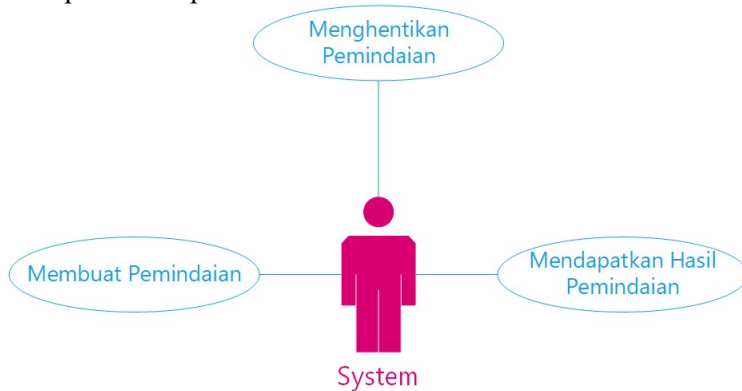 Menghentikan
Pemindaian
Membuat Pemindaian
Mendapatkan Hasil
Pemindaian
System